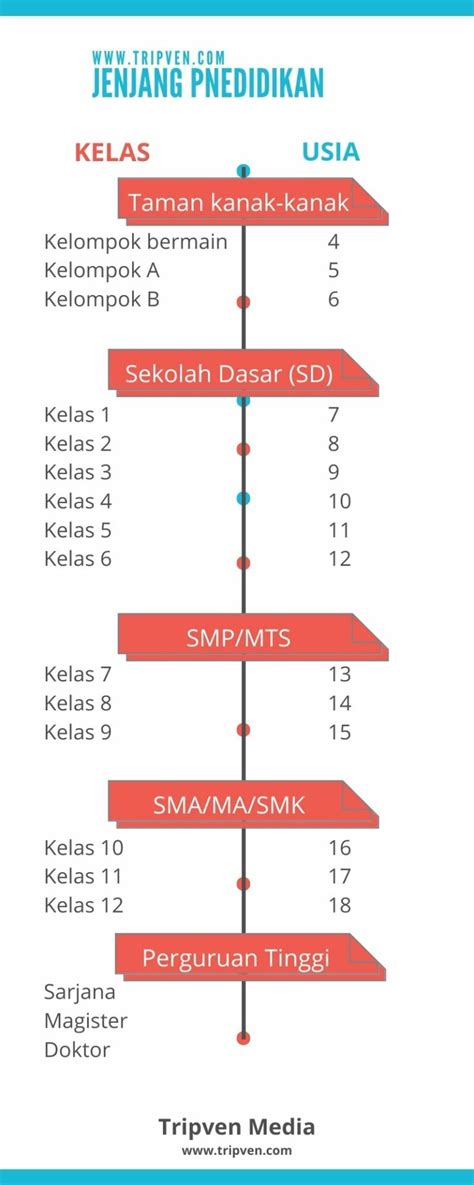 WWW.TRIPVEN.COM
JENJANG PNEDIDIKAN
KELAS USIA
Taman kanak-kanak
Kelompok bermain 4
Kelompok A 5
Kelompok B 6
Sekolah Dasar (SD)
Kelas 1 7
Kelas 2 8
Kelas 3 9
Kelas 4 10
Kelas 5 11
Kelas 6 12
SMP/MTS
Kelas 7 13
Kelas 8 14
Kelas 9 15
SMA/MA/SMK
Kelas 10 16
Kelas 11 17
Kelas 12 18
Perguruan Tinggi
Sarjana
Magister
Doktor
Tripven Media
www.tripven.com